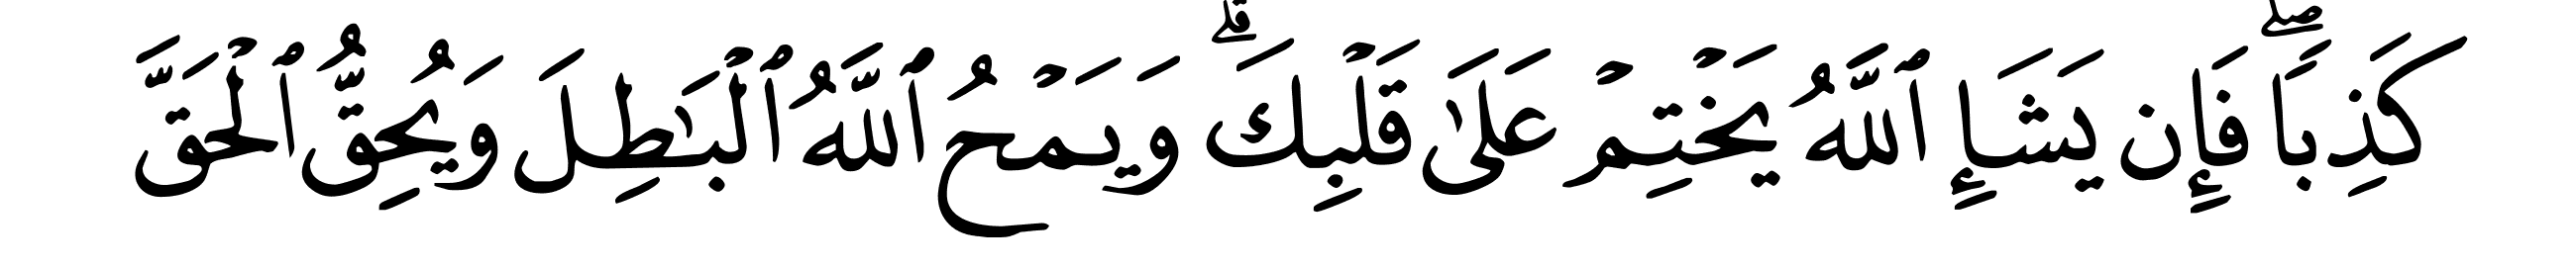 كَذِبٗاۖ فَإِن يَشَإِ ٱللَّهُ يَخۡتِمۡ عَلَىٰ قَلۡبِكَۗ وَيَمۡحُ ٱللَّهُ ٱلۡبَٰطِلَ وَيُحِقُّ ٱلۡحَقَّ